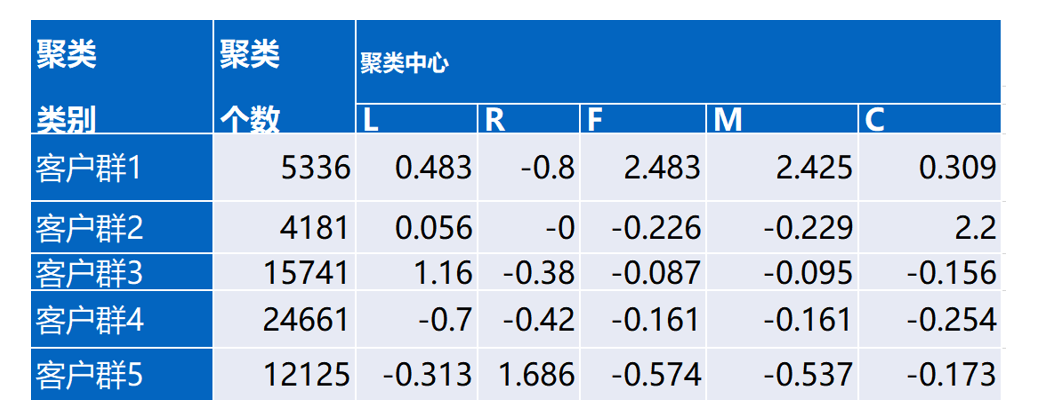 聚类类别 聚类个数 聚类中心
L R F M C
客户群1 5336 0.483 -0.8 2.483 2.425 0.309
客户群2 4181 0.056 -0 -0.226 -0.229 2.2
客户群3 15741 1.16 -0.38 -0.087 -0.095 -0.156
客户群4 24661 -0.7 -0.42 -0.161 -0.161 -0.254
客户群5 12125 -0.313 1.686 -0.574 -0.537 -0.173